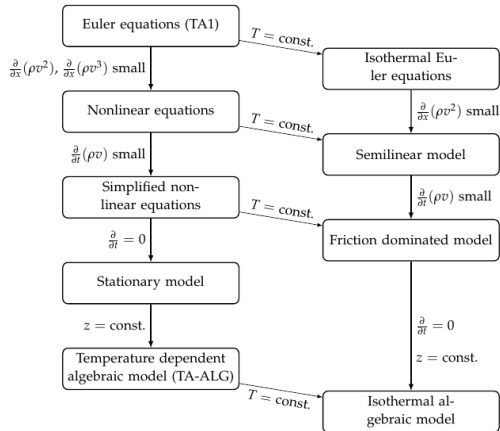 Euler equations (TA1)
T = const.
∂/∂x(ρv²), ∂/∂x(ρv³) small
Isothermal Eu-
ler equations
Nonlinear equations
∂/∂x(ρv²) small
T = const.
∂/∂t(ρv) small
Semilinear model
Simplified non-
linear equations
∂/∂t(ρv) small
T = const.
∂/∂t = 0
Friction dominated model
Stationary model
z = const.
∂/∂t = 0
z = const.
Temperature dependent
algebraic model (TA-ALG)
T = const.
Isothermal al-
gebraic model